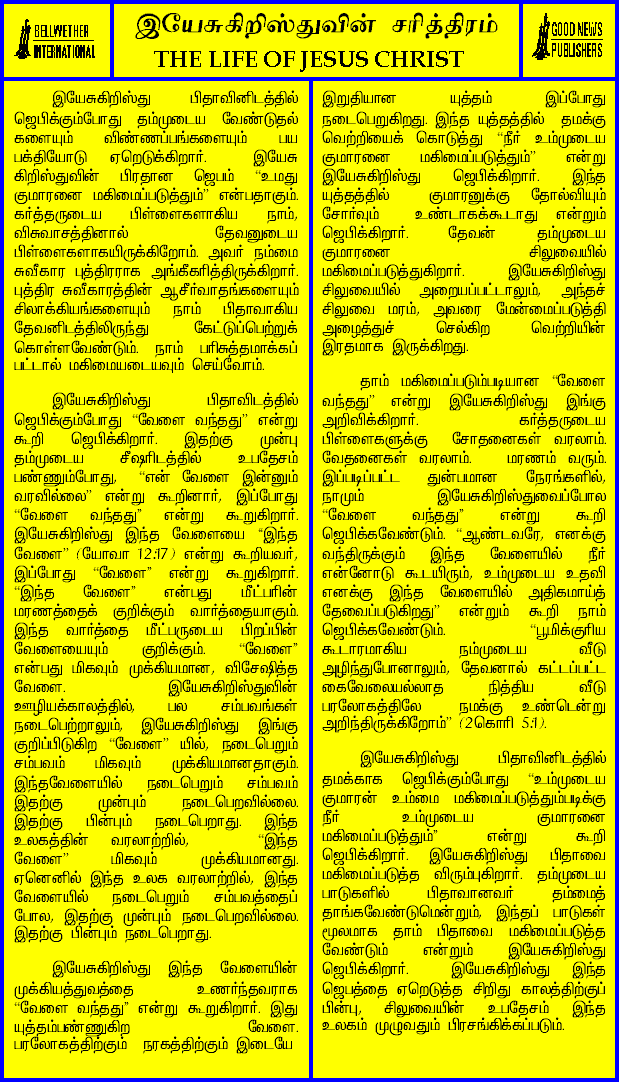 BELLWETHER
INTERNATIONAL
இயேசுகிறிஸ்துவின் சரித்திரம்
THE LIFE OF JESUS CHRIST
GOOD NEWS
PUBLISHERS
இயேசுகிறிஸ்து பிதாவினிடத்தில்
ஜெபிக்கும்போது தம்முடைய வேண்டுதல்
களையும் விண்ணப்பங்களையும் பய
பக்தியோடு ஏறெடுக்கிறார். இயேசு
கிறிஸ்துவின் பிரதான ஜெபம் “உமது
குமாரனை மகிமைப்படுத்தும்” என்பதாகும்.
கர்த்தருடைய பிள்ளைகளாகிய நாம்,
விசுவாசத்தினால் தேவனுடைய
பிள்ளைகளாகயிருக்கிறோம். அவர் நம்மை
சுவீகார புத்திரராக அங்கீகரித்திருக்கிறார்.
புத்திர சுவீகாரத்தின் ஆசீர்வாதங்களையும்
சிலாக்கியங்களையும் நாம் பிதாவாகிய
தேவனிடத்திலிருந்து கேட்டுப்பெற்றுக்
கொள்ளவேண்டும். நாம் பரிசுத்தமாக்கப்
பட்டால் மகிமையடையவும் செய்வோம்.
இயேசுகிறிஸ்து பிதாவிடத்தில்
ஜெபிக்கும்போது “வேளை வந்தது” என்று
கூறி ஜெபிக்கிறார். இதற்கு முன்பு
தம்முடைய சீஷரிடத்தில் உபதேசம்
பண்ணும்போது, “என் வேளை இன்னும்
வரவில்லை” என்று கூறினார், இப்போது
“வேளை வந்தது” என்று கூறுகிறார்.
இயேசுகிறிஸ்து இந்த வேளையை “இந்த
வேளை” (யோவா 12:17) என்று கூறியவர்,
இப்போது “வேளை” என்று கூறுகிறார்.
“இந்த வேளை” என்பது மீட்பரின்
மரணத்தைக் குறிக்கும் வார்த்தையாகும்.
இந்த வார்த்தை மீட்பருடைய பிறப்பின்
வேளையையும் குறிக்கும். “வேளை”
என்பது மிகவும் முக்கியமான, விசேஷித்த
வேளை. இயேசுகிறிஸ்துவின்
ஊழியக்காலத்தில், பல சம்பவங்கள்
நடைபெற்றாலும், இயேசுகிறிஸ்து இங்கு
குறிப்பிடுகிற “வேளை” யில், நடைபெறும்
சம்பவம் மிகவும் முக்கியமானதாகும்.
இந்தவேளையில் நடைபெறும் சம்பவம்
இதற்கு முன்பும் நடைபெறவில்லை.
இதற்கு பின்பும் நடைபெறாது. இந்த
உலகத்தின் வரலாற்றில், “இந்த
வேளை” மிகவும் முக்கியமானது.
ஏனெனில் இந்த உலக வரலாற்றில், இந்த
வேளையில் நடைபெறும் சம்பவத்தைப்
போல, இதற்கு முன்பும் நடைபெறவில்லை.
இதற்கு பின்பும் நடைபெறாது.
இயேசுகிறிஸ்து இந்த வேளையின்
முக்கியத்துவத்தை உணர்ந்தவராக
“வேளை வந்தது” என்று கூறுகிறார். இது
யுத்தம்பண்ணுகிற வேளை.
பரலோகத்திற்கும் நரகத்திற்கும் இடையே
இறுதியான யுத்தம் இப்போது
நடைபெறுகிறது. இந்த யுத்தத்தில் தமக்கு
வெற்றியைக் கொடுத்து “நீர் உம்முடைய
குமாரனை மகிமைப்படுத்தும்” என்று
இயேசுகிறிஸ்து ஜெபிக்கிறார். இந்த
யுத்தத்தில் குமாரனுக்கு தோல்வியும்
சோர்வும் உண்டாகக்கூடாது என்றும்
ஜெபிக்கிறார். தேவன் தம்முடைய
குமாரனை சிலுவையில்
மகிமைப்படுத்துகிறார். இயேசுகிறிஸ்து
சிலுவையில் அறையப்பட்டாலும், அந்தச்
சிலுவை மரம், அவரை மேன்மைப்படுத்தி
அழைத்துச் செல்கிற வெற்றியின்
இரதமாக இருக்கிறது.
தாம் மகிமைப்படும்படியான “வேளை
வந்தது” என்று இயேசுகிறிஸ்து இங்கு
அறிவிக்கிறார். கர்த்தருடைய
பிள்ளைகளுக்கு சோதனைகள் வரலாம்.
வேதனைகள் வரலாம். மரணம் வரும்.
இப்படிப்பட்ட துன்பமான நேரங்களில்,
நாமும் இயேசுகிறிஸ்துவைப்போல
“வேளை வந்தது” என்று கூறி
ஜெபிக்கவேண்டும். “ஆண்டவரே, எனக்கு
வந்திருக்கும் இந்த வேளையில் நீர்
என்னோடு கூடயிரும், உம்முடைய உதவி
எனக்கு இந்த வேளையில் அதிகமாய்த்
தேவைப்படுகிறது” என்றும் கூறி நாம்
ஜெபிக்கவேண்டும். “பூமிக்குரிய
கூடாரமாகிய நம்முடைய வீடு
அழிந்துபோனாலும், தேவனால் கட்டப்பட்ட
கைவேலையல்லாத நித்திய வீடு
பரலோகத்திலே நமக்கு உண்டென்று
அறிந்திருக்கிறோம்” (2கொரி 5:1).
இயேசுகிறிஸ்து பிதாவினிடத்தில்
தமக்காக ஜெபிக்கும்போது “உம்முடைய
குமாரன் உம்மை மகிமைப்படுத்தும்படிக்கு
நீர் உம்முடைய குமாரனை
மகிமைப்படுத்தும்” என்று கூறி
ஜெபிக்கிறார். இயேசுகிறிஸ்து பிதாவை
மகிமைப்படுத்த விரும்புகிறார். தம்முடைய
பாடுகளில் பிதாவானவர் தம்மைத்
தாங்கவேண்டுமென்றும், இந்தப் பாடுகள்
மூலமாக தாம் பிதாவை மகிமைப்படுத்த
வேண்டும் என்றும் இயேசுகிறிஸ்து
ஜெபிக்கிறார். இயேசுகிறிஸ்து இந்த
ஜெபத்தை ஏறெடுத்த சிறிது காலத்திற்குப்
பின்பு, சிலுவையின் உபதேசம் இந்த
உலகம் முழுவதும் பிரசங்கிக்கப்படும்.